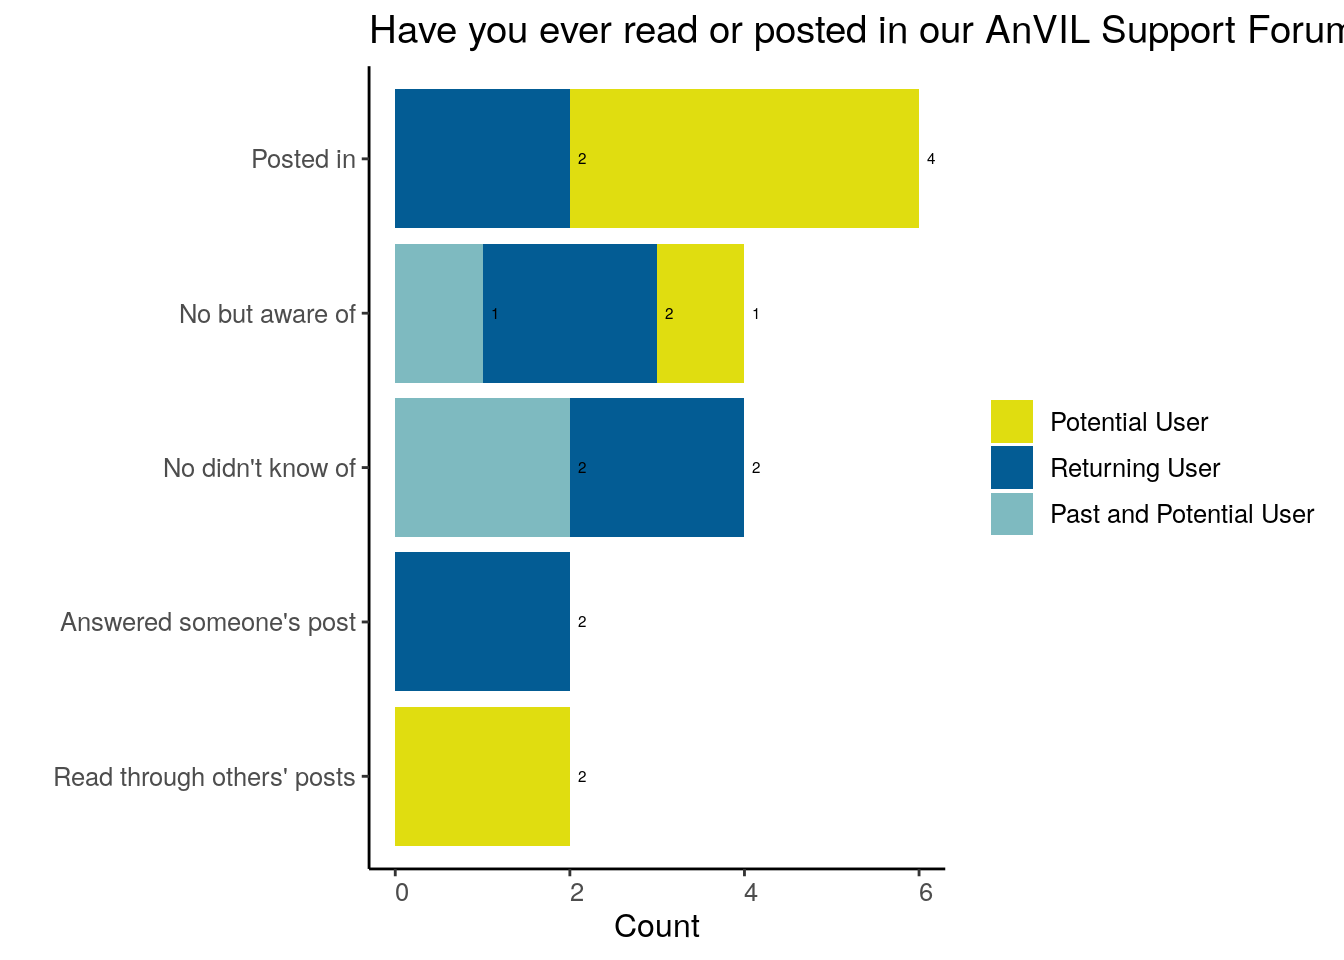 Have you ever read or posted in our AnVIL Support Forum
Posted in
2
4
No but aware of
1
2
1
No didn't know of
2
2
Answered someone's post
2
Read through others' posts
2
0
2
4
6
Count
Potential User
Returning User
Past and Potential User